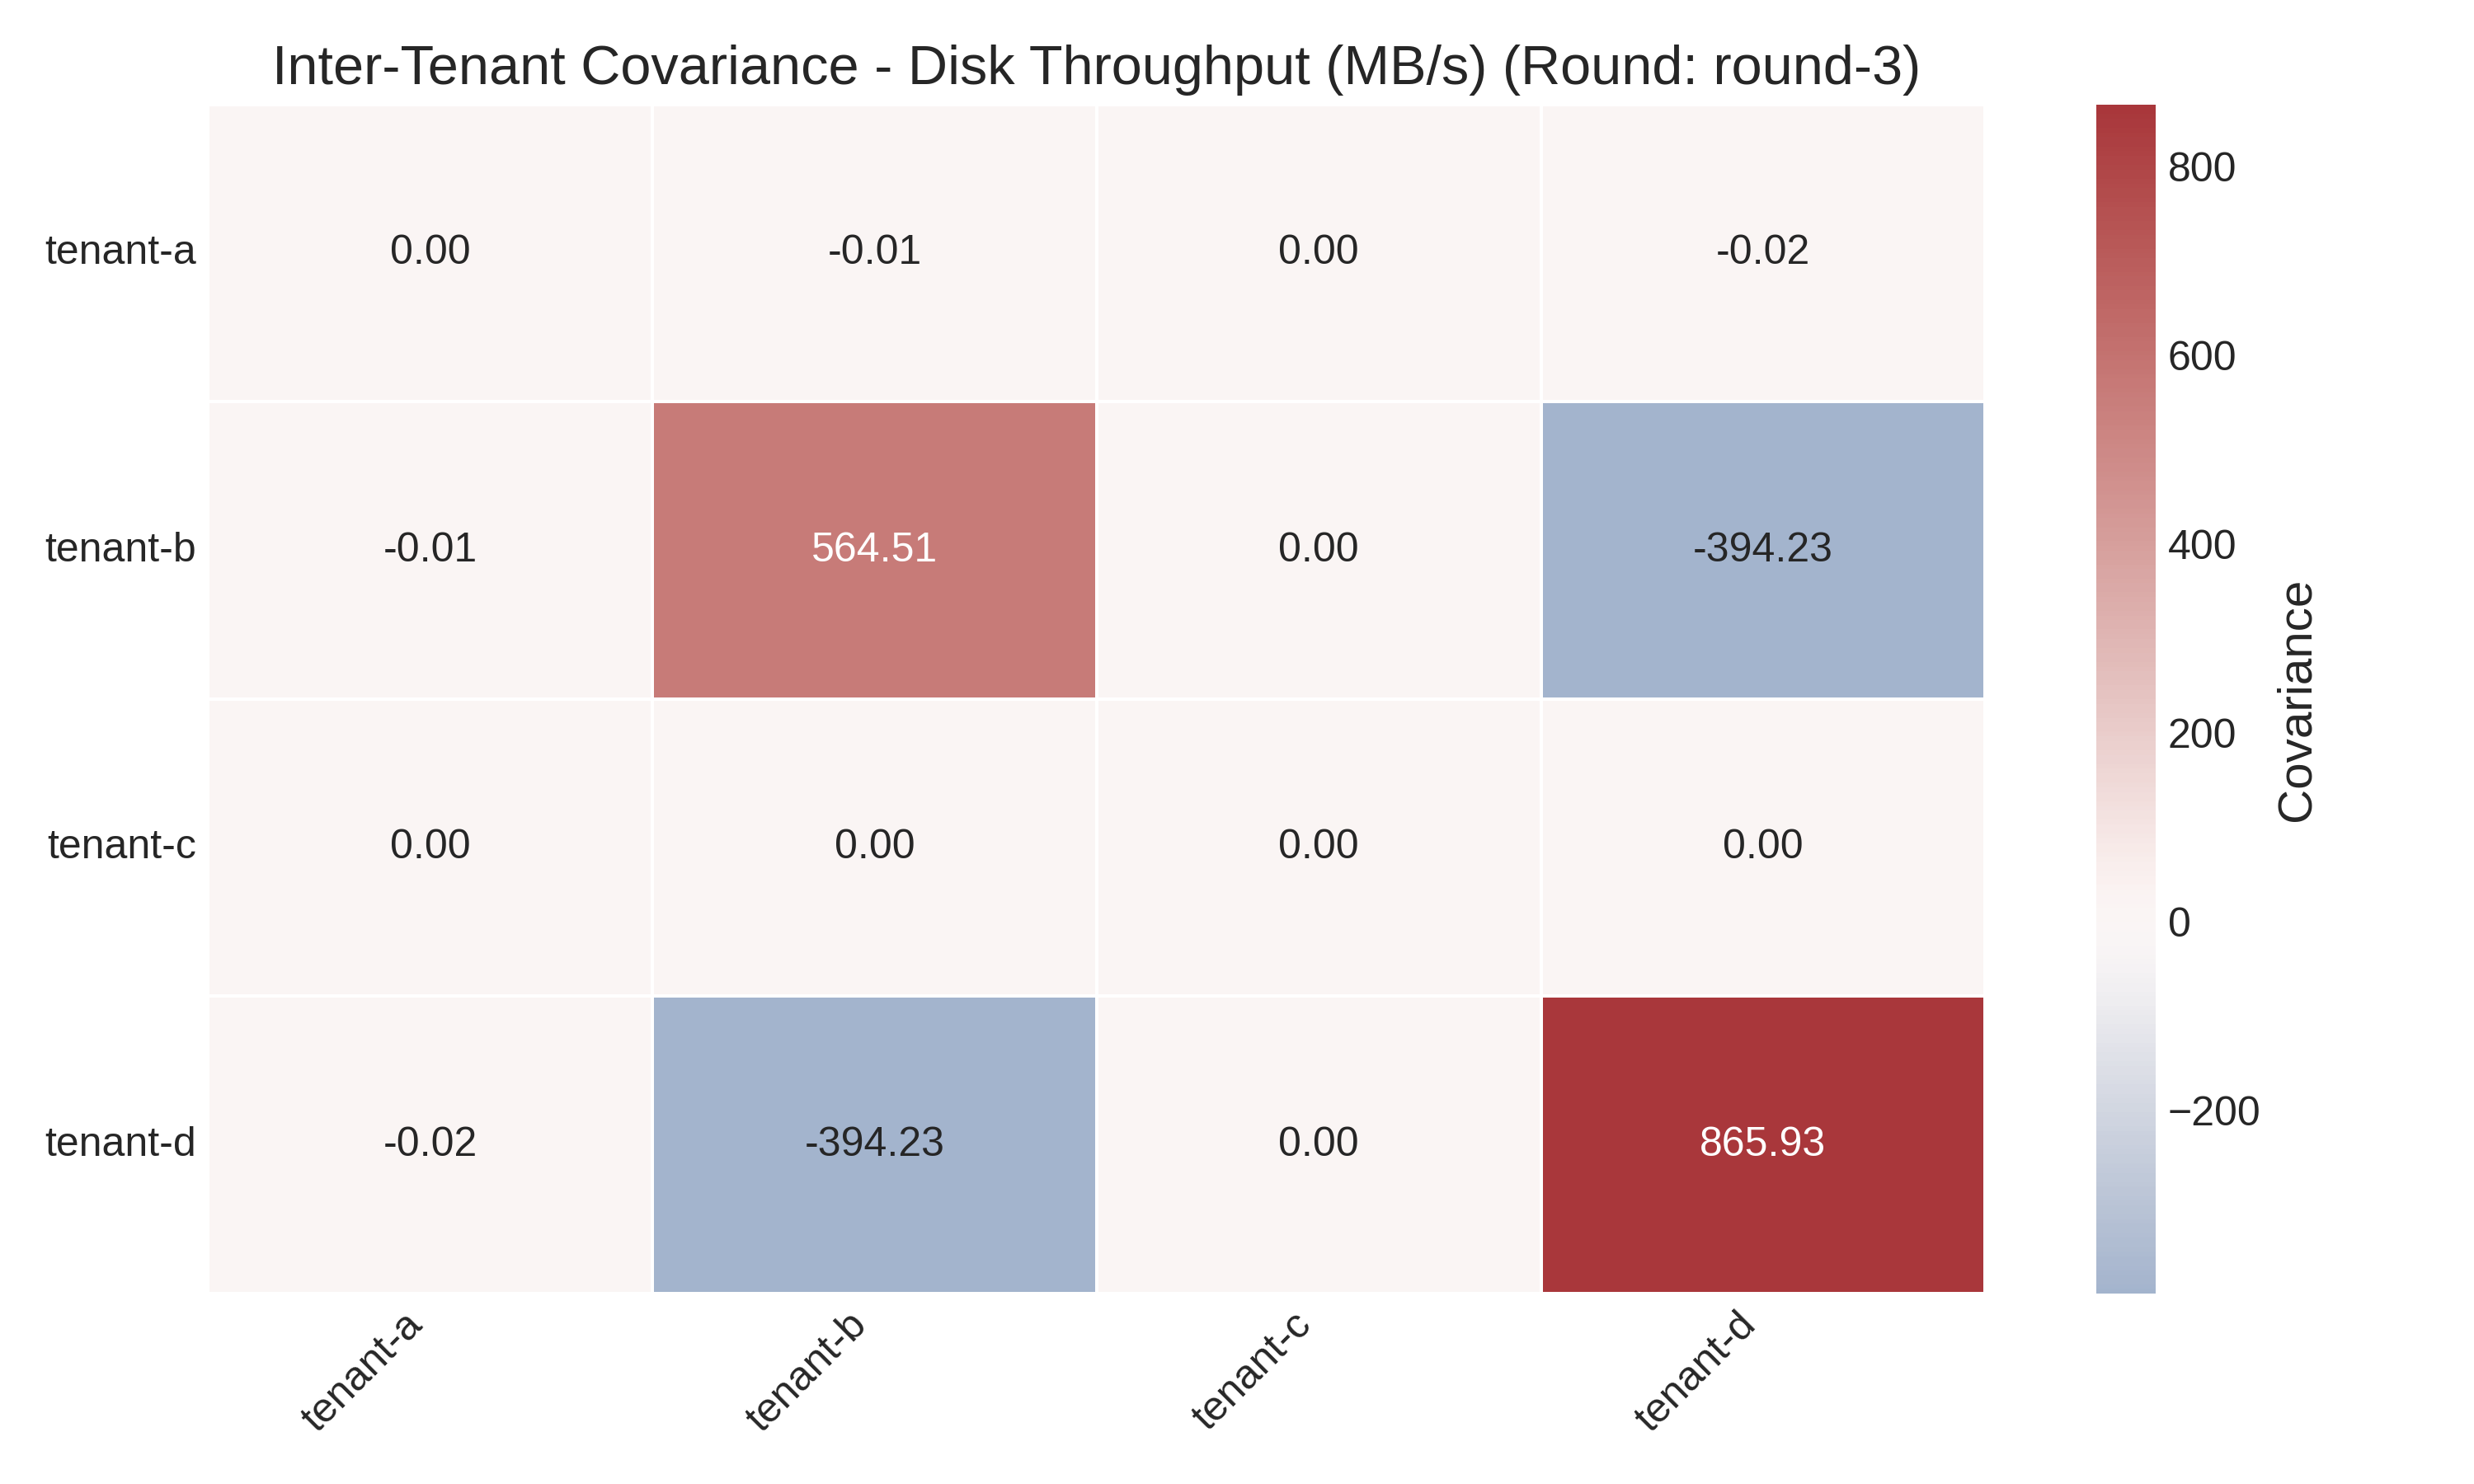 Inter-Tenant Covariance - Disk Throughput (MB/s) (Round: round-3)
tenant-a 0.00 -0.01 0.00 -0.02
tenant-b -0.01 564.51 0.00 -394.23
tenant-c 0.00 0.00 0.00 0.00
tenant-d -0.02 -394.23 0.00 865.93
tenant-a tenant-b tenant-c tenant-d
800
600
400
200
0
−200
Covariance